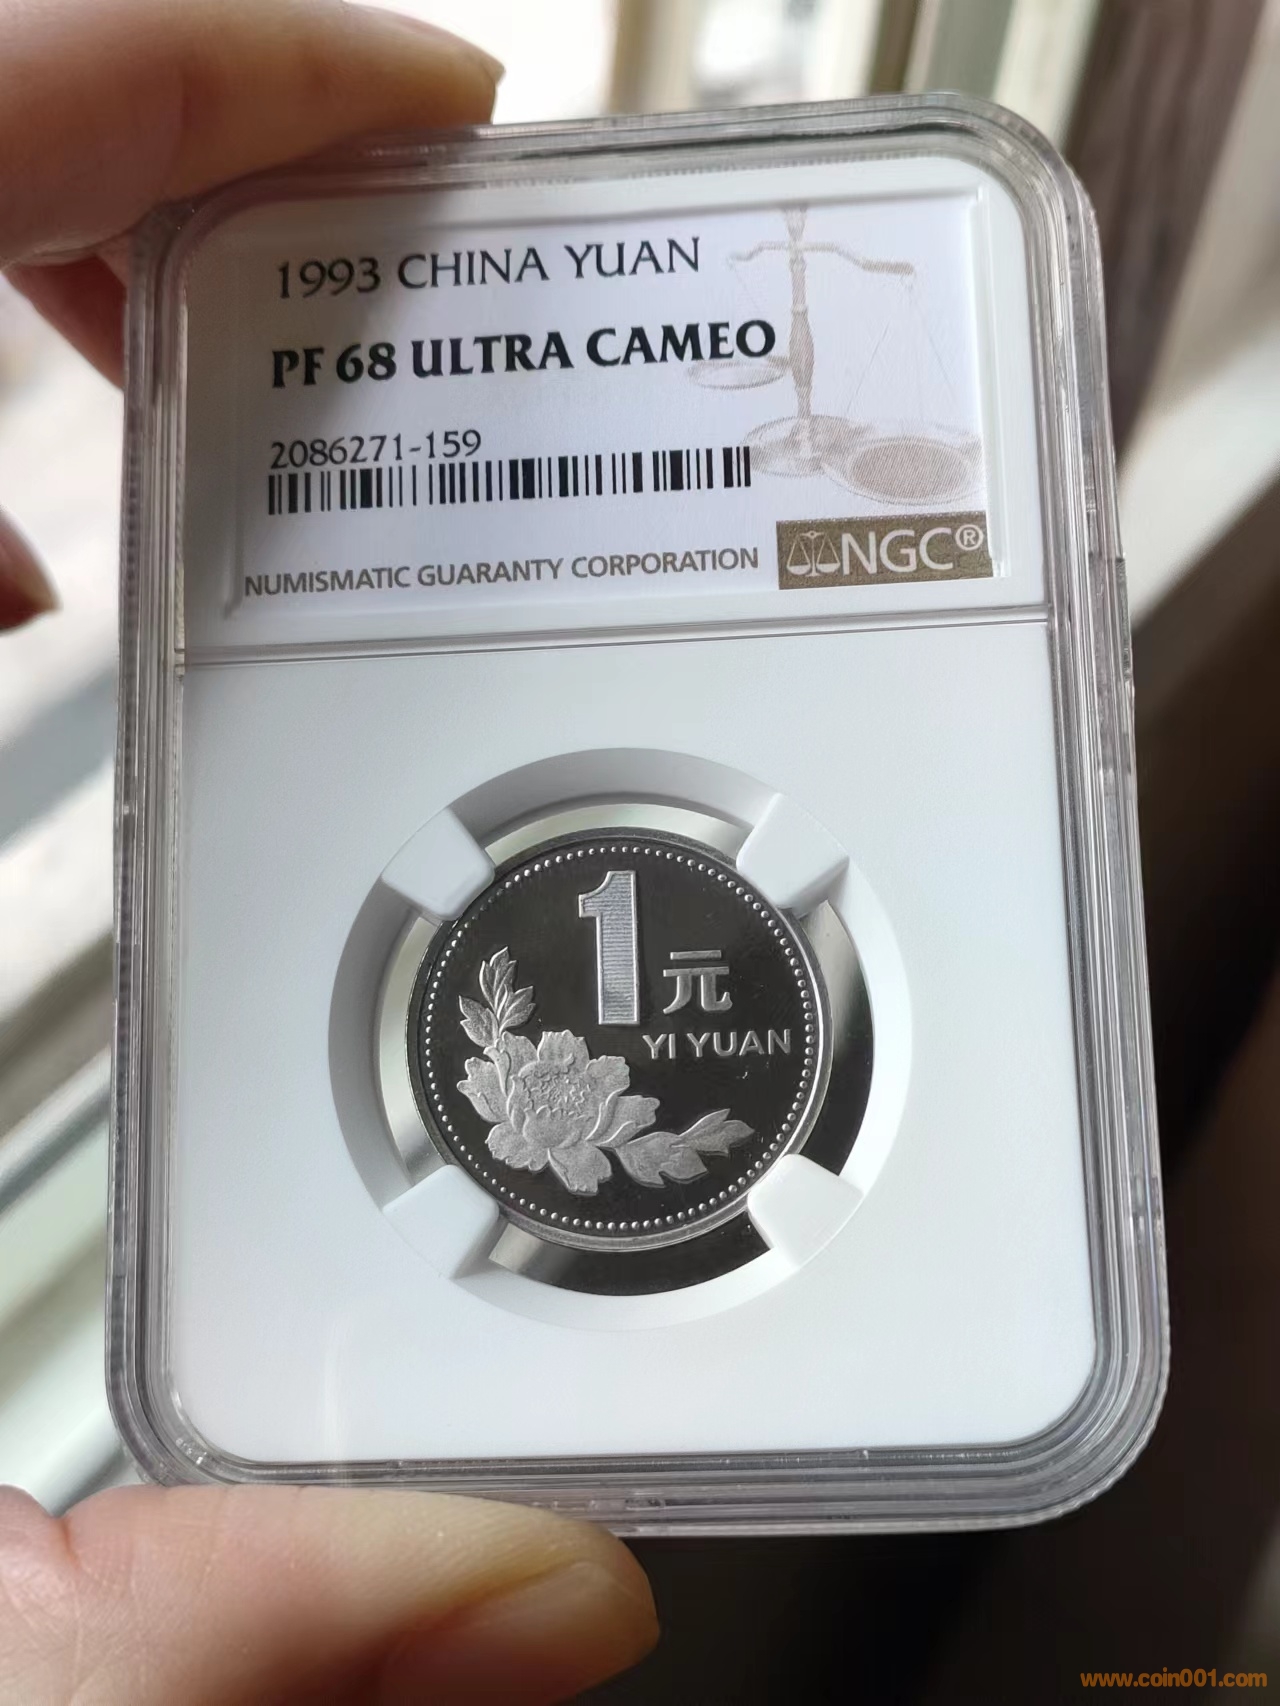 1993 CHINA YUAN
PF 68 ULTRA CAMEO
2086271-159
NUMISMATIC GUARANTY CORPORATION
NGC®
1元
YI YUAN
www.coin001.com